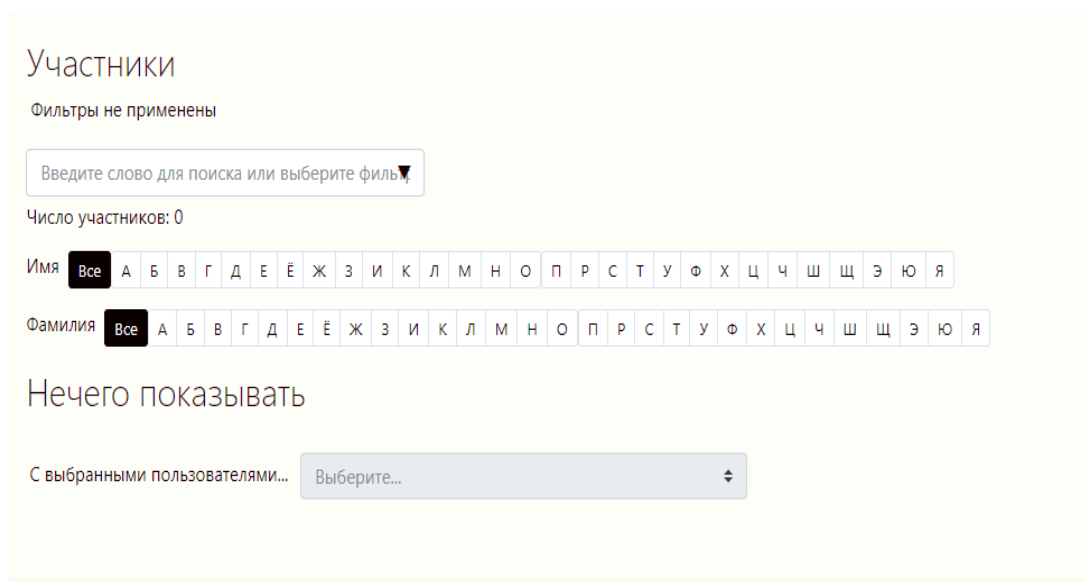 Участники
Фильтры не применены
Введите слово для поиска или выберите
Число участников: 0
Имя Все А Б В Г Д Е Ё Ж З И К Л М Н О П Р С Т У Ф Х Ц Ч Ш Щ Э Ю Я
Фамилия Все А Б В Г Д Е Ё Ж З И К Л М Н О П Р С Т У Ф Х Ц Ч Ш Щ Э Ю Я
Нечего показывать
С выбранными пользователями... Выберите...